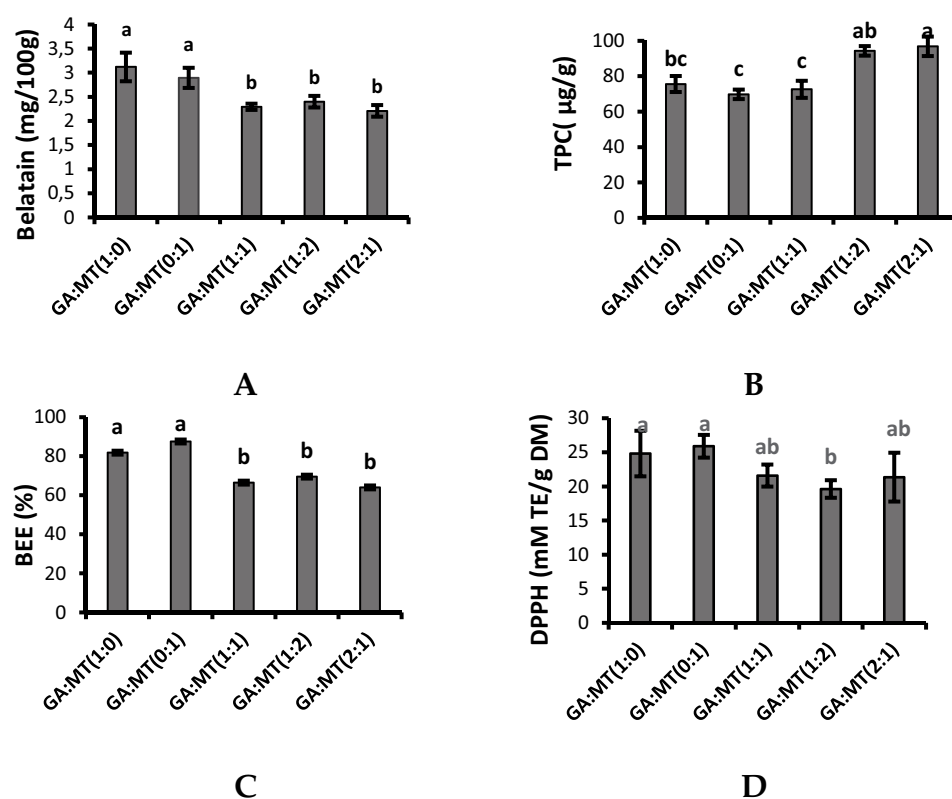 4
3,5
3
2,5
2
1,5
1
0,5
0
Belatain (mg/100g)
a
a
b
b
b
GA:MT(1:0)
GA:MT(0:1)
GA:MT(1:1)
GA:MT(1:2)
GA:MT(2:1)
A
100
80
60
40
20
0
TPC( µg/g)
bc
c
c
ab
a
GA:MT(1:0)
GA:MT(0:1)
GA:MT(1:1)
GA:MT(1:2)
GA:MT(2:1)
B
100
80
60
40
20
0
BEE (%)
a
a
b
b
b
GA:MT(1:0)
GA:MT(0:1)
GA:MT(1:1)
GA:MT(1:2)
GA:MT(2:1)
C
30
25
20
15
10
5
0
DPPH (mM TE/g DM)
a
a
ab
b
ab
GA:MT(1:0)
GA:MT(0:1)
GA:MT(1:1)
GA:MT(1:2)
GA:MT(2:1)
D